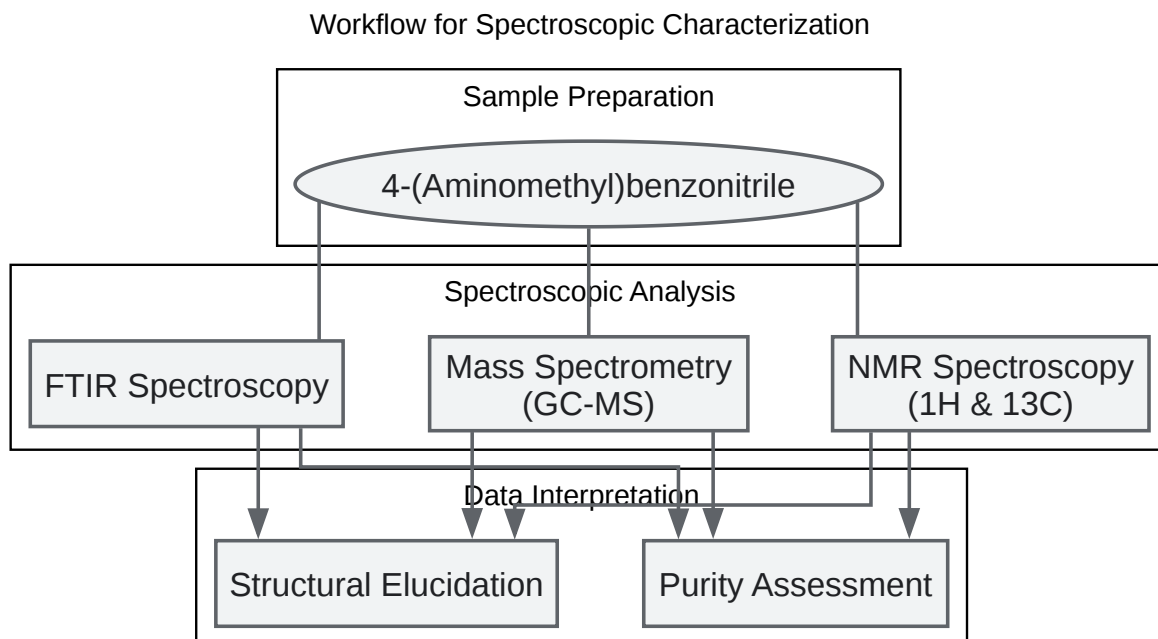 Workflow for Spectroscopic Characterization
Sample Preparation
4-(Aminomethyl)benzonitrile
Spectroscopic Analysis
FTIR Spectroscopy
Mass Spectrometry
(GC-MS)
NMR Spectroscopy
(1H & 13C)
Data Interpretation
Structural Elucidation
Purity Assessment